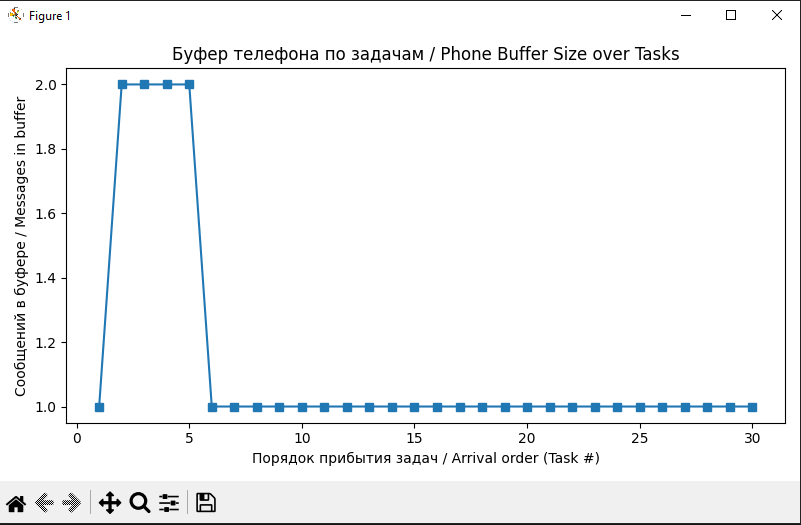 Figure 1
Буфер телефона по задачам / Phone Buffer Size over Tasks
Сообщений в буфере / Messages in buffer
2.0
1.8
1.6
1.4
1.2
1.0
0 5 10 15 20 25 30
Порядок прибытия задач / Arrival order (Task #)